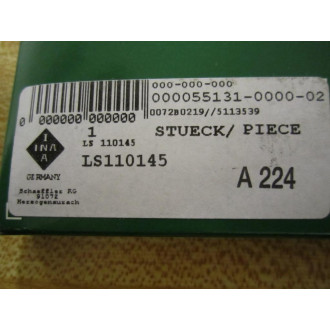 000-000-000
000055131-0000-02
0072B0219//5113539
0 000000 000000
1 STUECK/ PIECE
LS 110145
LS110145
I
INA
A
GERMANY
A 224
Schaeffler KG
91072
Herzogenaurach